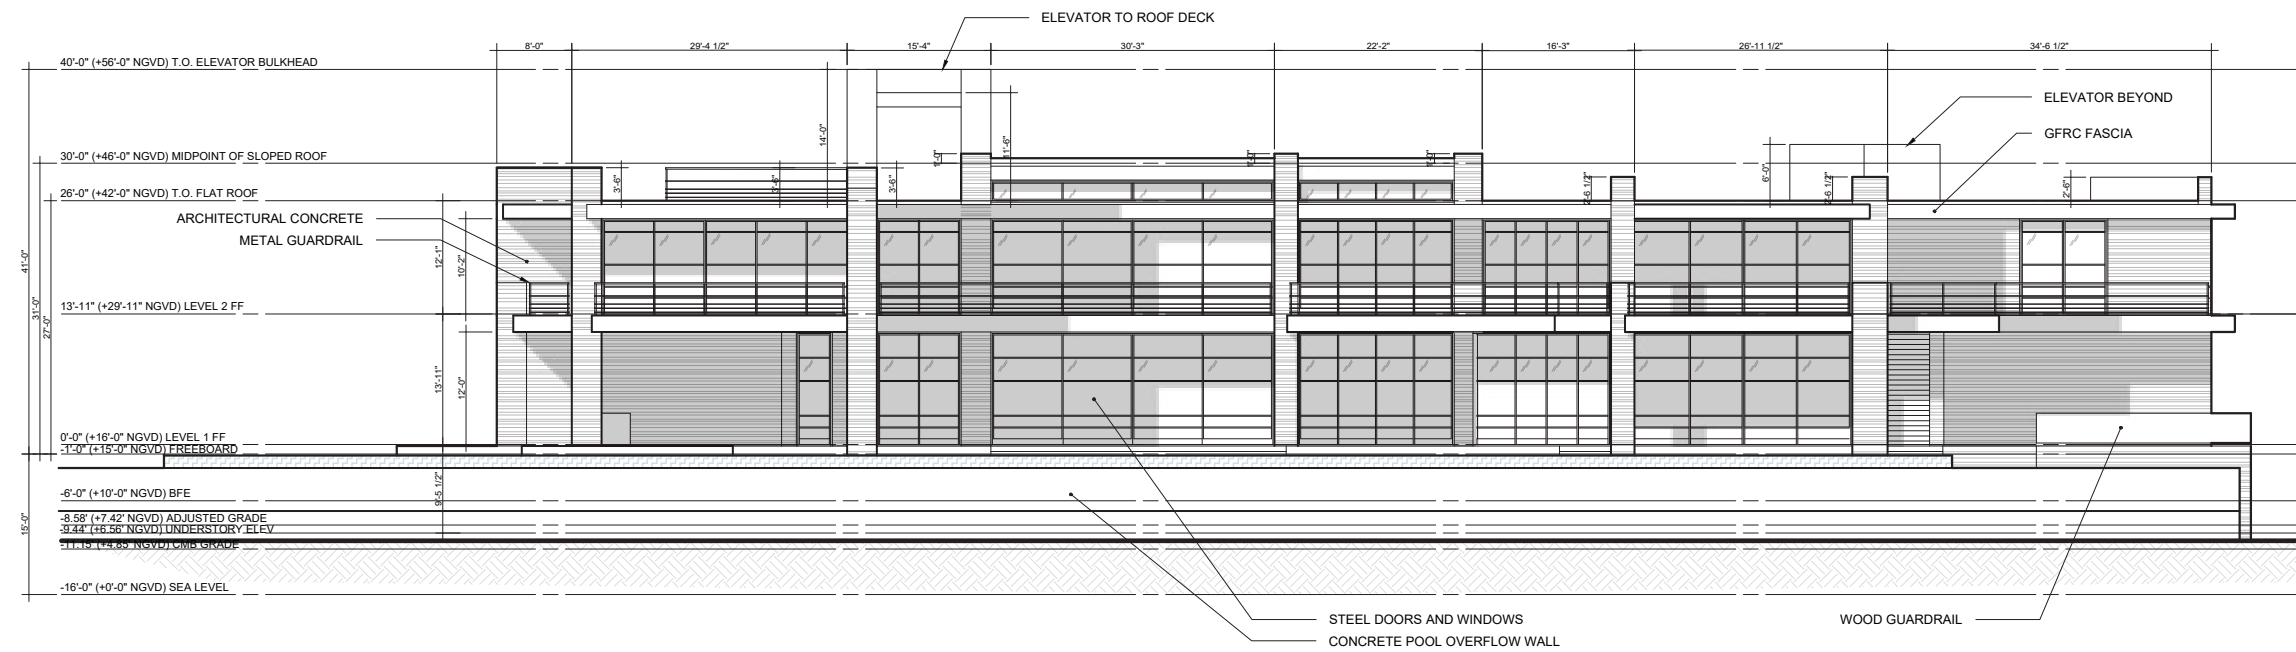 ELEVATOR TO ROOF DECK
8'-0" 29'-4 1/2" 15'-4" 30'-3" 22'-2" 16'-3" 26'-11 1/2" 34'-6 1/2"
40'-0" (+56'-0" NGVD) T.O. ELEVATOR BULKHEAD
ELEVATOR BEYOND
GFRC FASCIA
14'-0"
11'-6"
1'-0"
1'-0"
1'-0"
6'-0"
30'-0" (+46'-0" NGVD) MIDPOINT OF SLOPED ROOF
3'-6"
3'-6"
3'-6"
2'-6 1/2"
2'-6 1/2"
2'-6"
26'-0" (+42'-0" NGVD) T.O. FLAT ROOF
ARCHITECTURAL CONCRETE
METAL GUARDRAIL
41'-0"
31'-0"
27'-0"
12'-1"
10'-2"
13'-11" (+29'-11" NGVD) LEVEL 2 FF
13'-11"
12'-0"
0'-0" (+16'-0" NGVD) LEVEL 1 FF
-1'-0" (+15'-0" NGVD) FREEBOARD
9'-5 1/2"
-6'-0" (+10'-0" NGVD) BFE
15'-0"
-8.58' (+7.42' NGVD) ADJUSTED GRADE
-9.44' (+6.56' NGVD) UNDERSTORY ELEV
-11.15' (+4.85' NGVD) CMB GRADE
-16'-0" (+0'-0" NGVD) SEA LEVEL
STEEL DOORS AND WINDOWS
CONCRETE POOL OVERFLOW WALL
WOOD GUARDRAIL